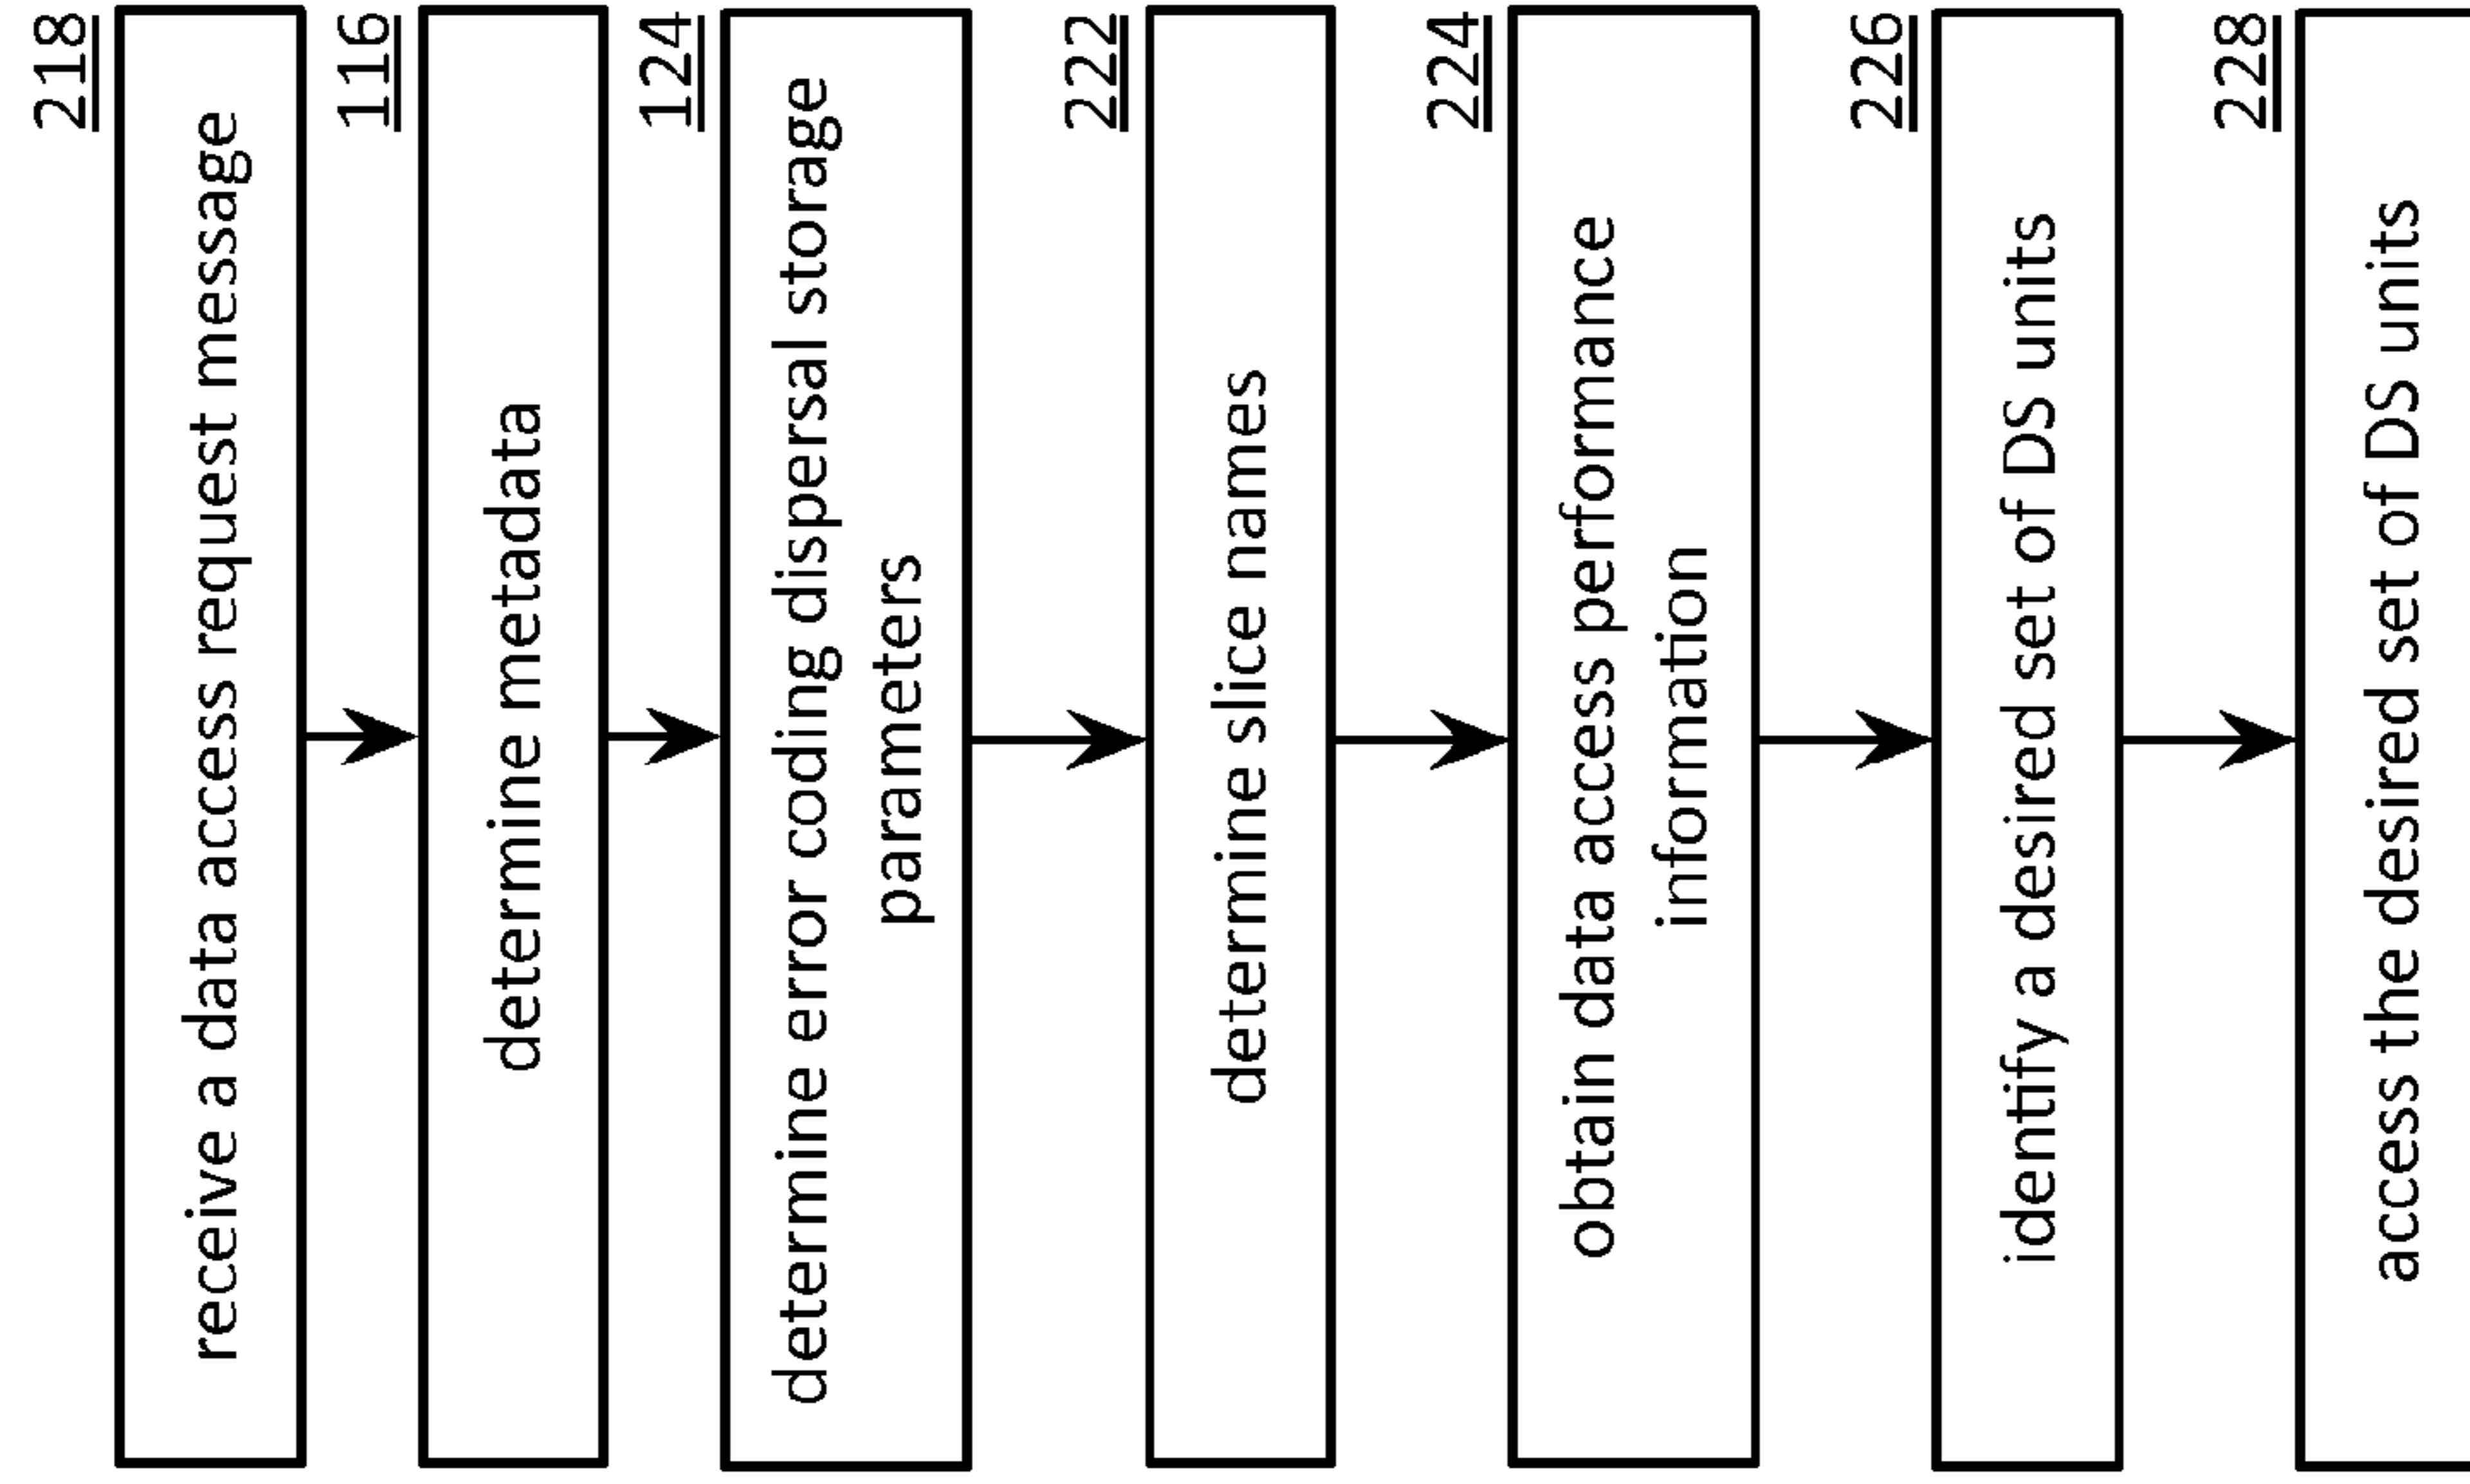 218
receive a data access request message
116
determine metadata
124
determine error coding dispersal storage
parameters
222
determine slice names
224
obtain data access performance
information
226
identify a desired set of DS units
228
access the desired set of DS units